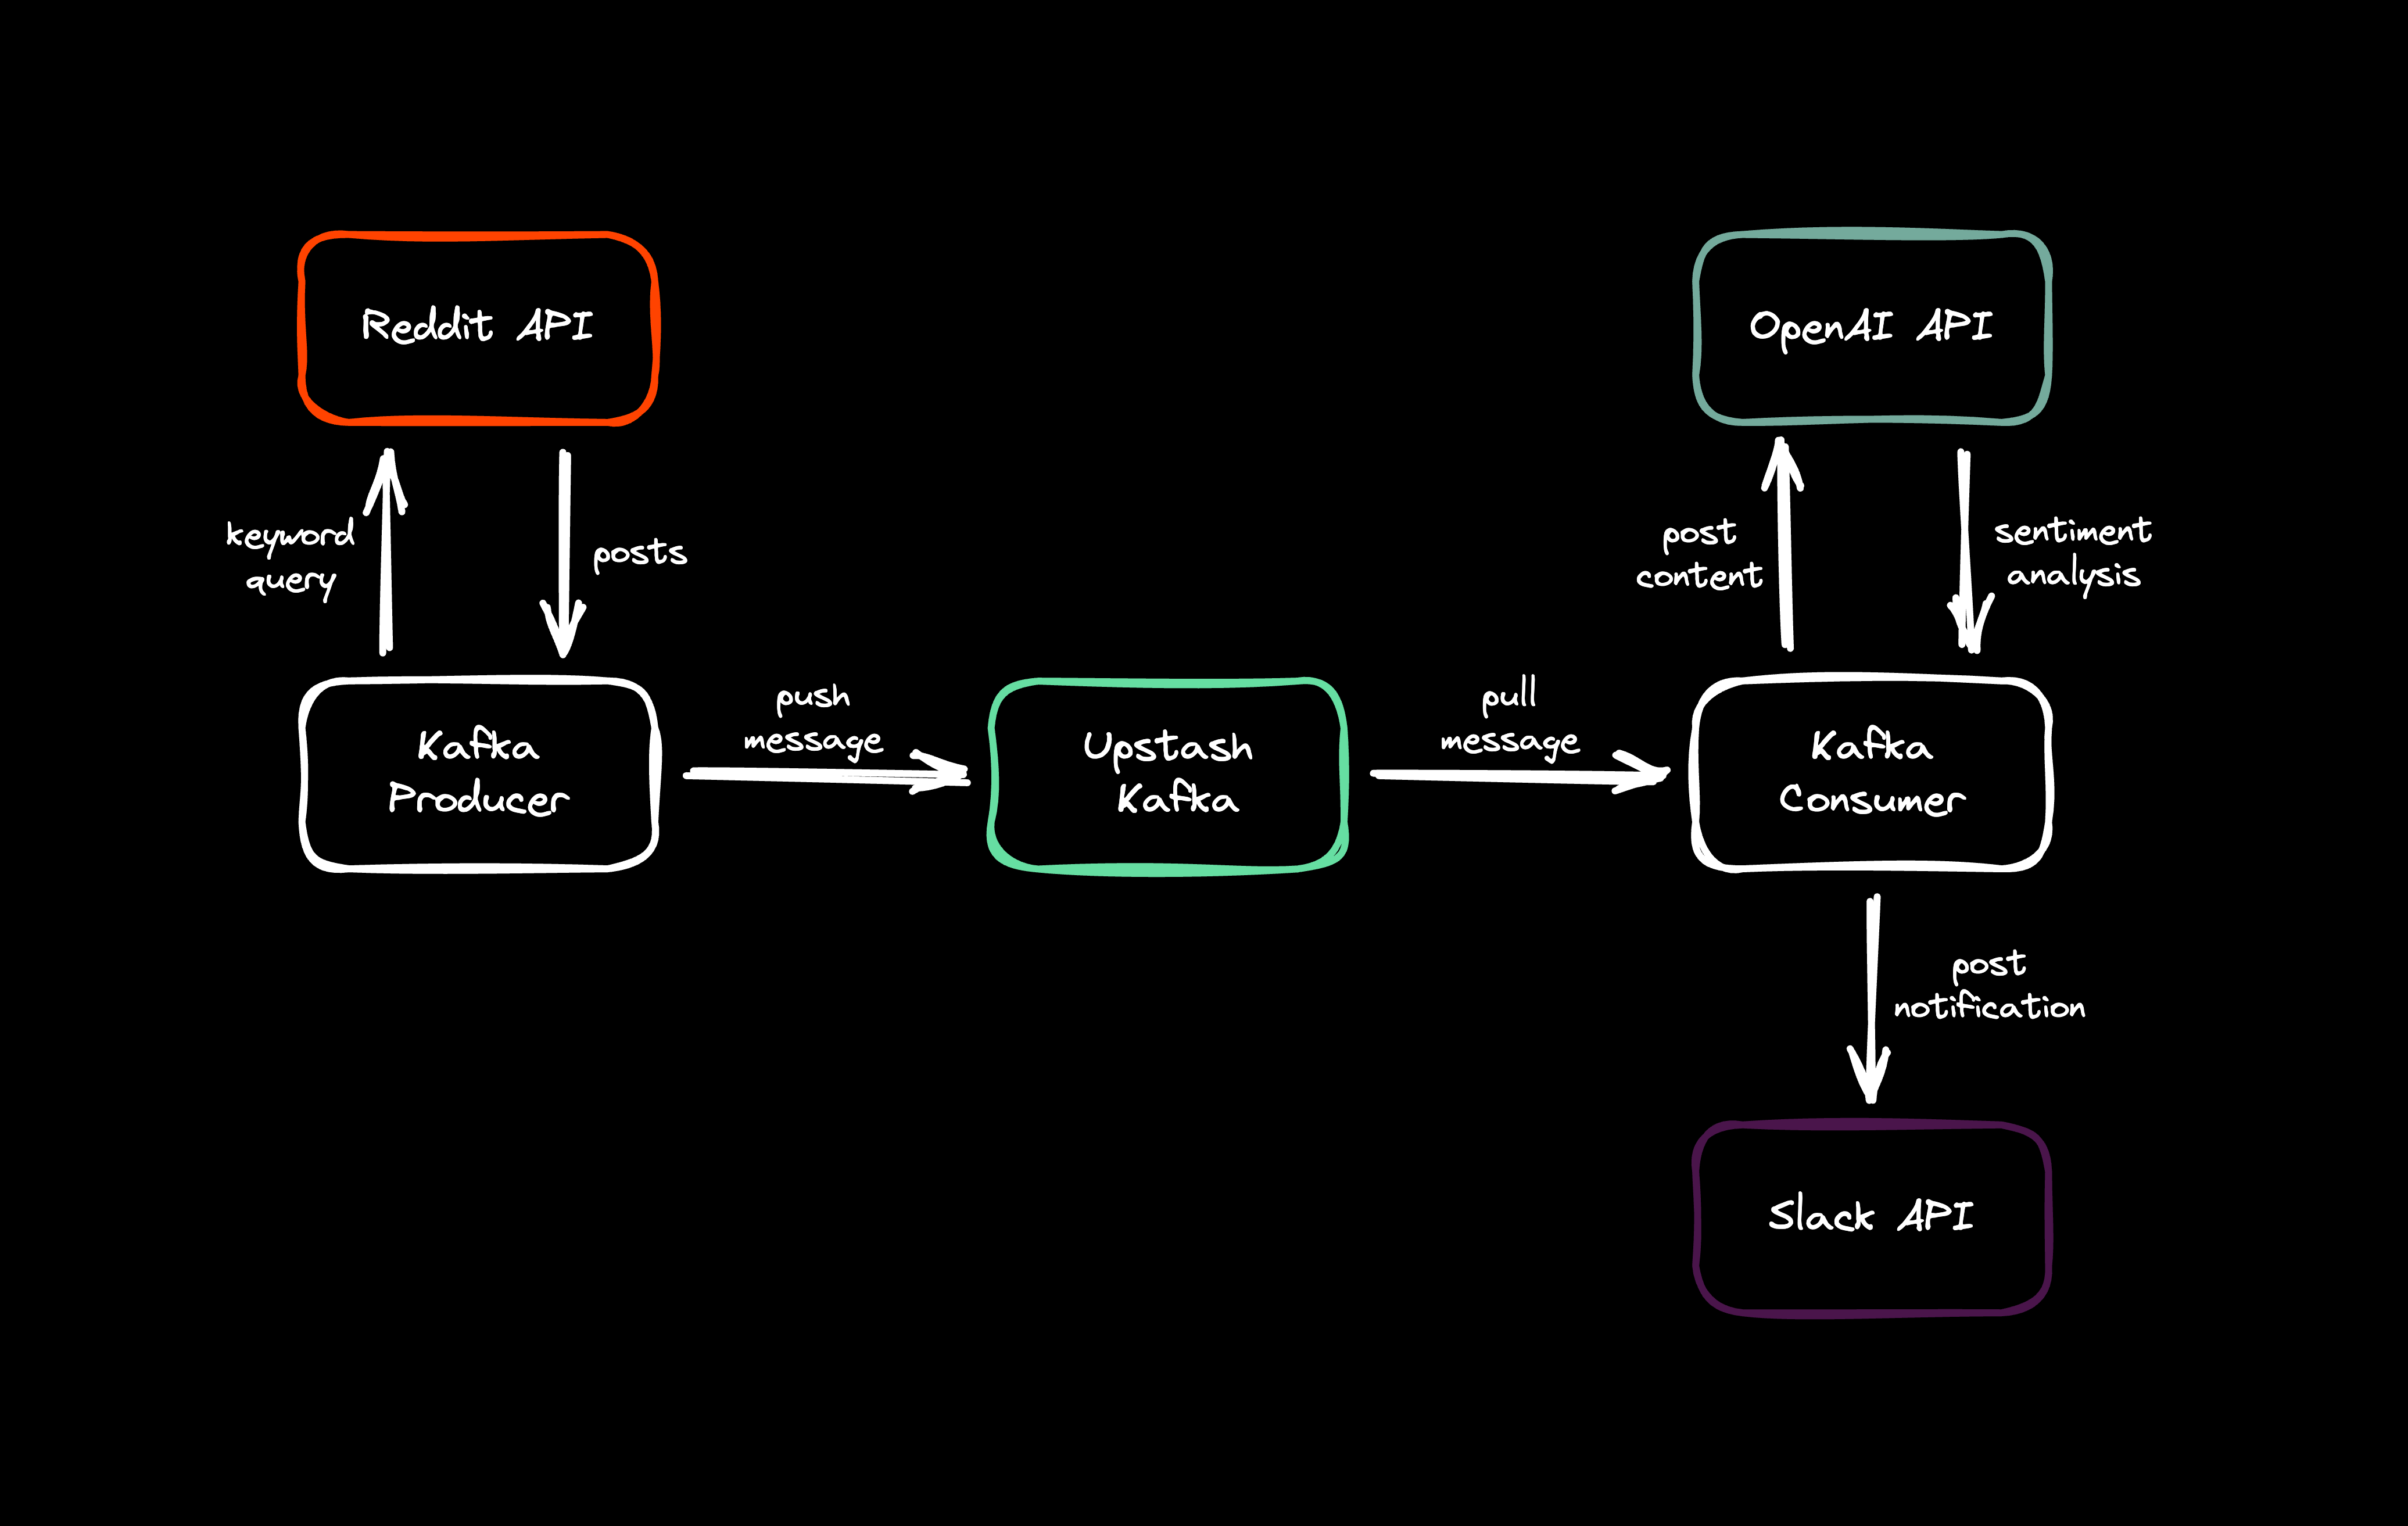 Reddit API
OpenAI API
keyword
query
posts
post
content
sentiment
analysis
Kafka
Producer
push
message
Upstash
Kafka
pull
message
Kafka
Consumer
post
notification
Slack API